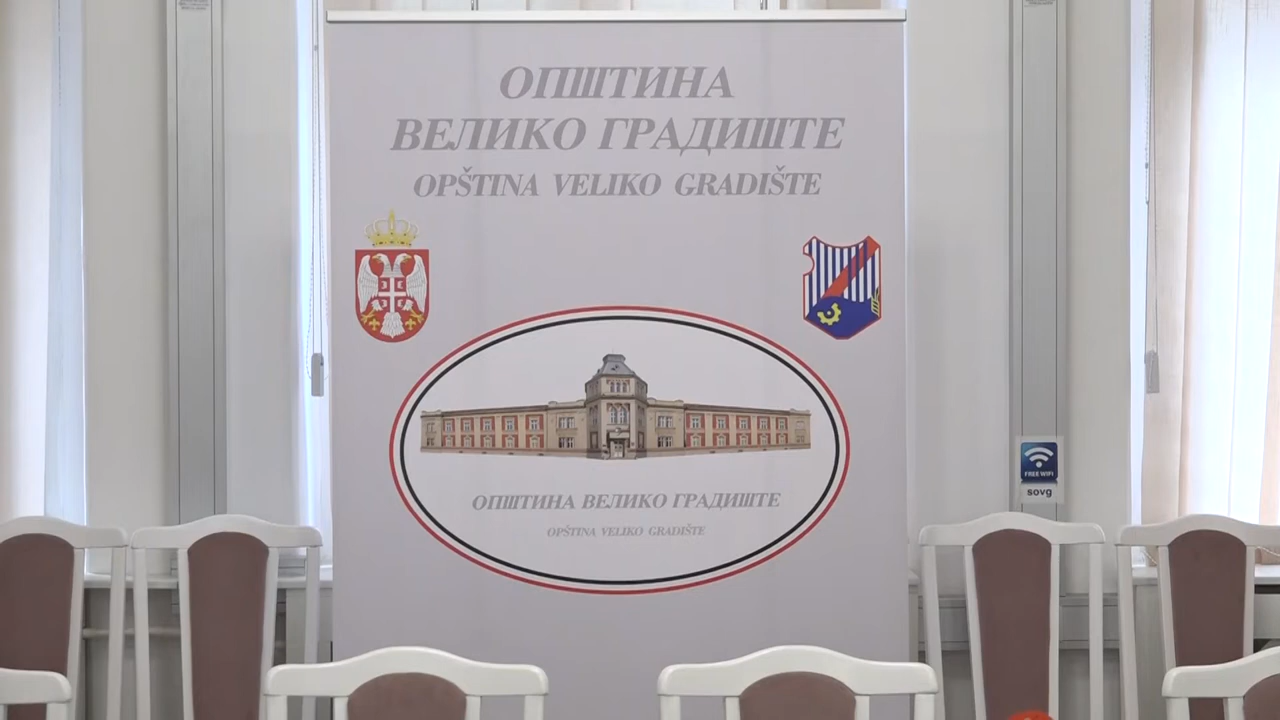 ОПШТИНА
ВЕЛИКО ГРАДИШТЕ
OPŠTINA VELIKO GRADIŠTE
ОПШТИНА ВЕЛИКО ГРАДИШТЕ
OPŠTINA VELIKO GRADIŠTE
FREE WiFi
sovg